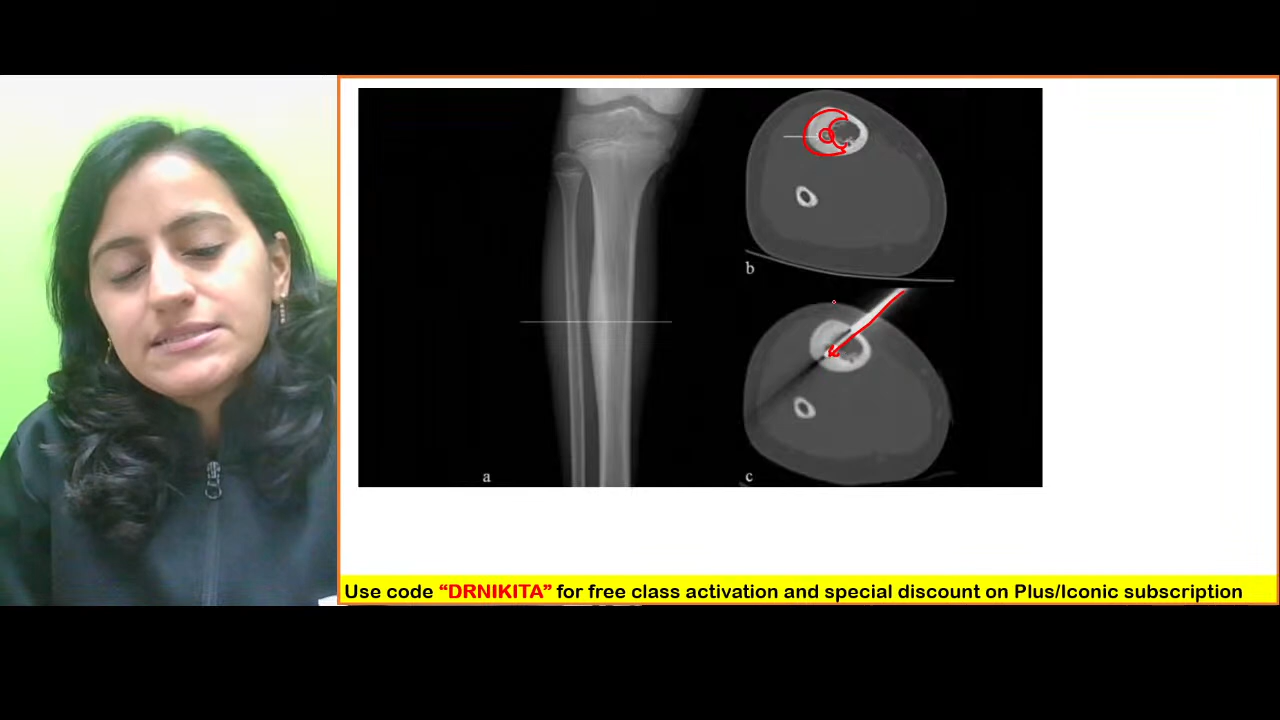 b
a
c
Use code “DRNIKITA” for free class activation and special discount on Plus/Iconic subscription